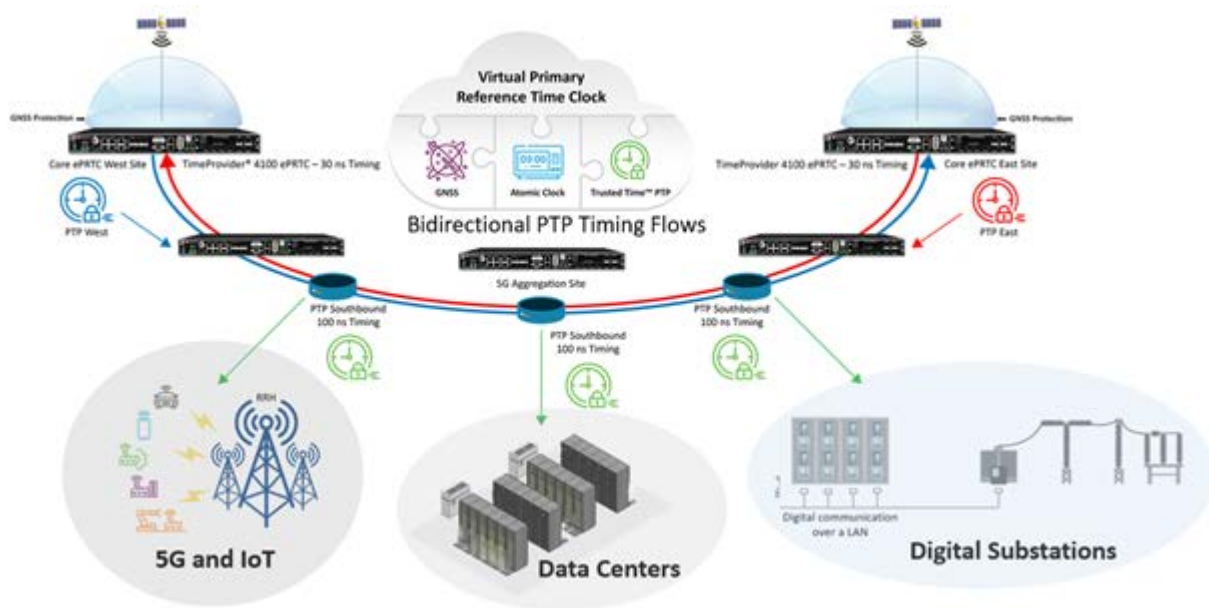 Virtual Primary
Reference Time Clock
GNSS
Atomic Clock
Trusted Time™ PTP
Bidirectional PTP Timing Flows
GNSS Protection
Core ePRTC West Site
TimeProvider® 4100 ePRTC – 30 ns Timing
PTP West
GNSS Protection
TimeProvider 4100 ePRTC – 30 ns Timing
Core ePRTC East Site
PTP East
5G Aggregation Site
PTP Southbound
100 ns Timing
PTP Southbound
100 ns Timing
PTP Southbound
100 ns Timing
RRH
5G and IoT
Data Centers
Digital communication
over a LAN
Digital Substations